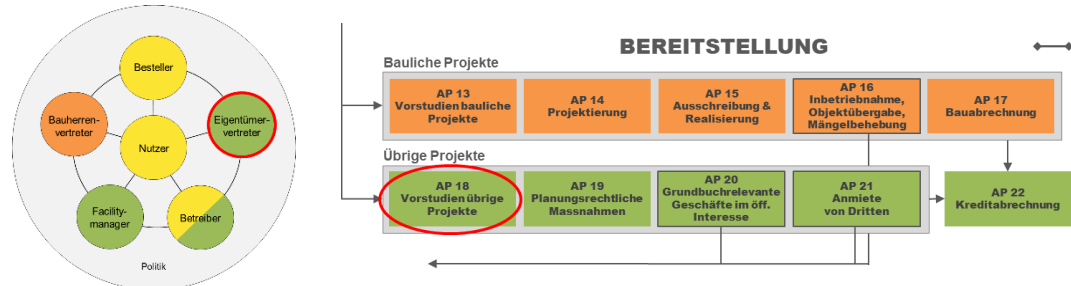 Besteller
Bauherren-
vertreter
Eigentümer-
vertreter
Nutzer
Facility-
manager
Betreiber
Politik
BEREITSTELLUNG
Bauliche Projekte
AP 13
Vorstudien bauliche
Projekte
AP 14
Projektierung
AP 15
Ausschreibung &
Realisierung
AP 16
Inbetriebnahme,
Objektübergabe,
Mängelbehebung
AP 17
Bauabrechnung
Übrige Projekte
AP 18
Vorstudien übrige
Projekte
AP 19
Planungsrechtliche
Massnahmen
AP 20
Grundbuchrelevante
Geschäfte im öff.
Interesse
AP 21
Anmiete
von Dritten
AP 22
Kreditabrechnung